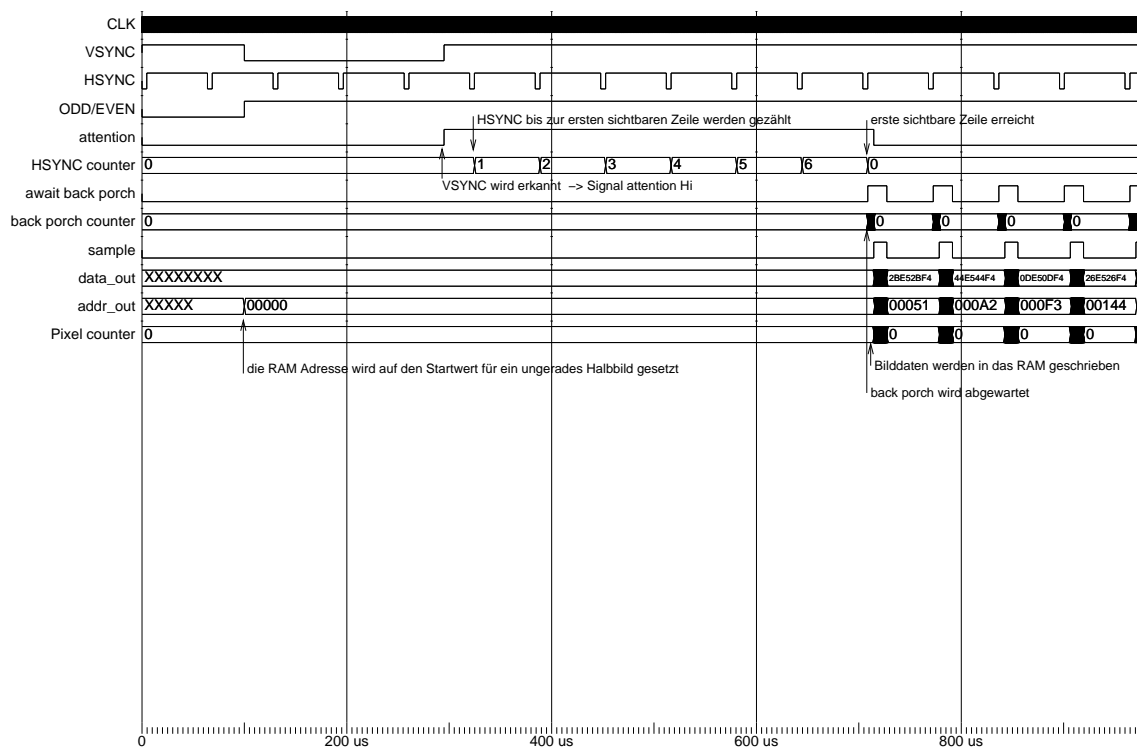 CLK
VSYNC
HSYNC
ODD/EVEN
HSYNC bis zur ersten sichtbaren Zeile werden gezählt
erste sichtbare Zeile erreicht
attention
HSYNC counter 0 1 2 3 4 5 6 0
VSYNC wird erkannt –> Signal attention Hi
await back porch
back porch counter 0 0 0 0 0
sample
data_out XXXXXXXX 2BE52BF4 44E544F4 0DE50DF4 26E526F4
addr_out XXXXX 00000 00051 000A2 000F3 00144
Pixel counter 0 0 0 0 0
die RAM Adresse wird auf den Startwert für ein ungerades Halbbild gesetzt
Bilddaten werden in das RAM geschrieben
back porch wird abgewartet
0 200 us 400 us 600 us 800 us